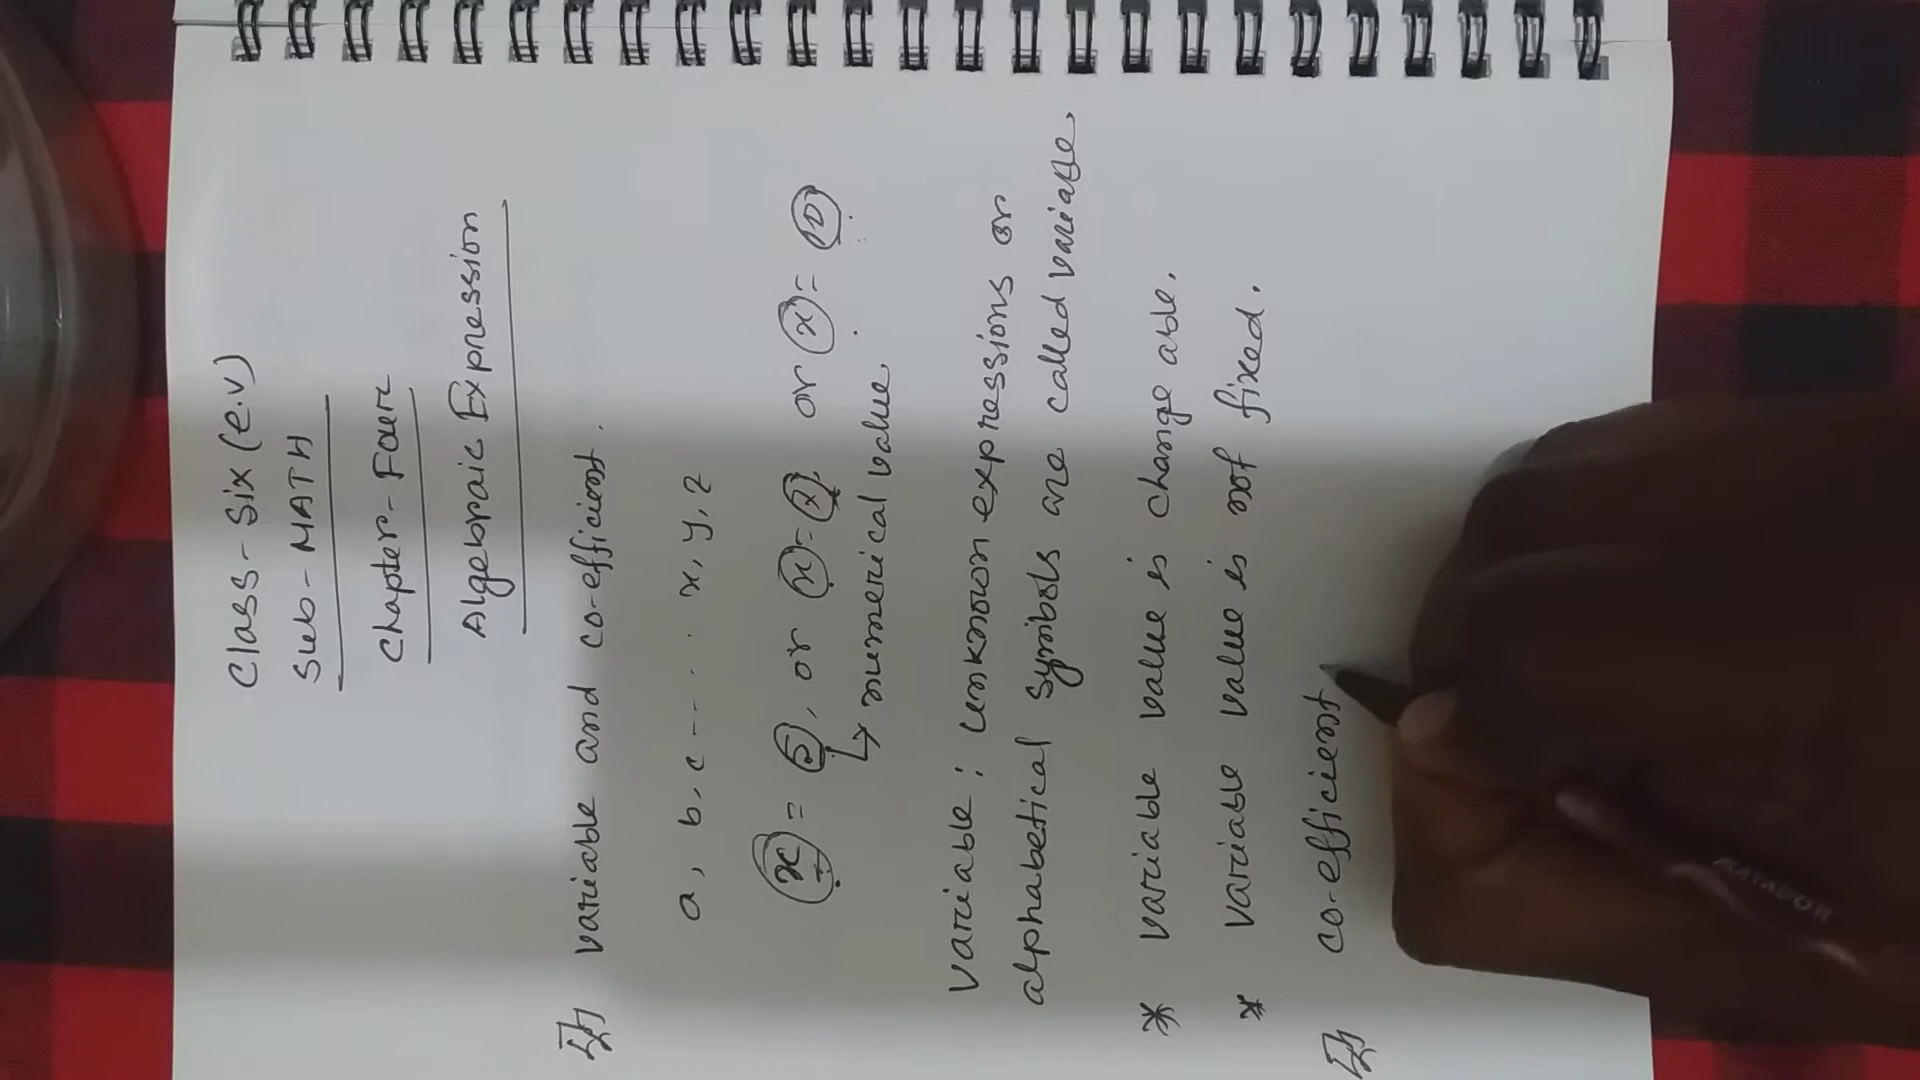 Class - Six (e.v)
Sub - MATH
Chapter - Four
Algebraic Expression
variable and co-efficient.
a, b, c --- . . . x, y, z
x = 5, or x = x or x = 10
↳ numerical value
Variable : unknown expressions or
alphabetical symbols are called variable,
* variable value is change able.
* variable value is not fixed.
co-efficient
MATADOR